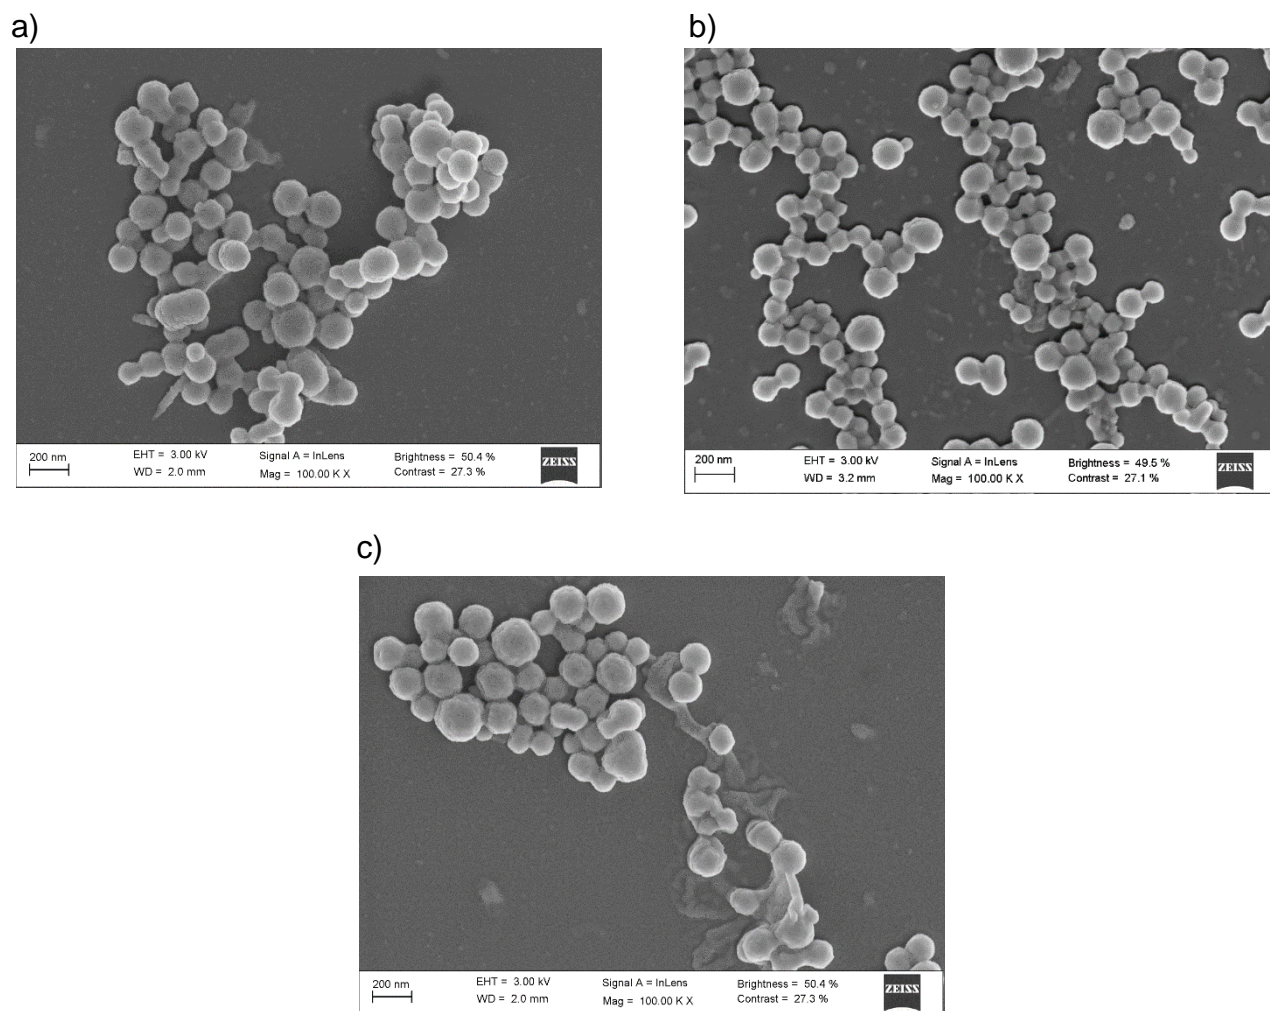 a)
b)
200 nm
EHT = 3.00 kV
WD = 2.0 mm
Signal A = InLens
Mag = 100.00 K X
Brightness = 50.4 %
Contrast = 27.3 %
ZEISS
200 nm
EHT = 3.00 kV
WD = 3.2 mm
Signal A = InLens
Mag = 100.00 K X
Brightness = 49.5 %
Contrast = 27.1 %
ZEISS
c)
200 nm
EHT = 3.00 kV
WD = 2.0 mm
Signal A = InLens
Mag = 100.00 K X
Brightness = 50.4 %
Contrast = 27.3 %
ZEISS